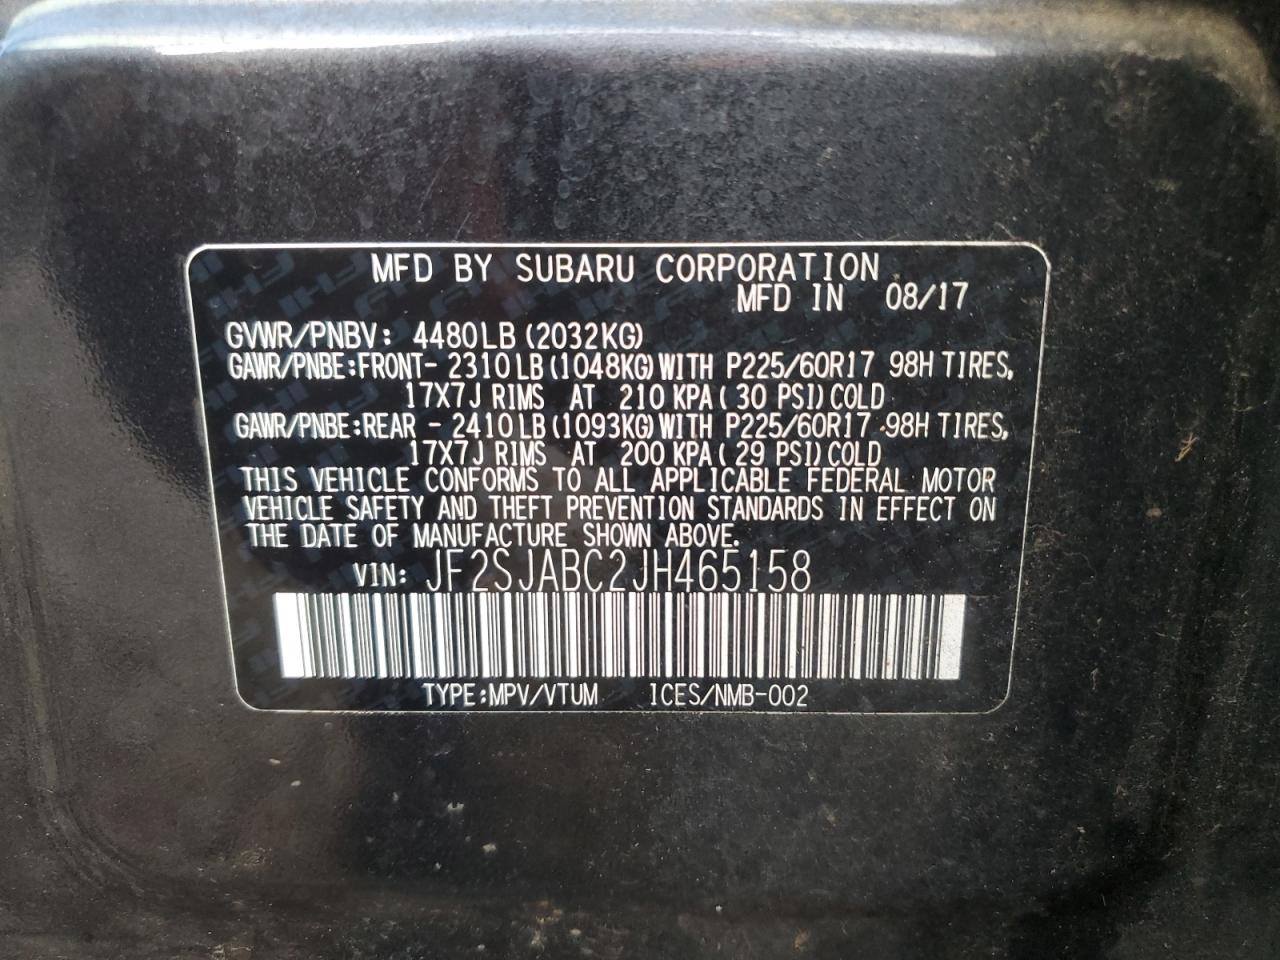 MFD BY SUBARU CORPORATION
MFD IN 08/17
GVWR/PNBV: 4480LB (2032KG)
GAWR/PNBE:FRONT- 2310LB (1048KG) WITH P225/60R17 98H TIRES,
17X7J RIMS AT 210 KPA ( 30 PSI) COLD
GAWR/PNBE:REAR - 2410LB (1093KG) WITH P225/60R17 98H TIRES,
17X7J RIMS AT 200 KPA ( 29 PSI) COLD
THIS VEHICLE CONFORMS TO ALL APPLICABLE FEDERAL MOTOR
VEHICLE SAFETY AND THEFT PREVENTION STANDARDS IN EFFECT ON
THE DATE OF MANUFACTURE SHOWN ABOVE.
VIN: JF2SJABC2JH465158
TYPE:MPV/VTUM ICES/NMB-002